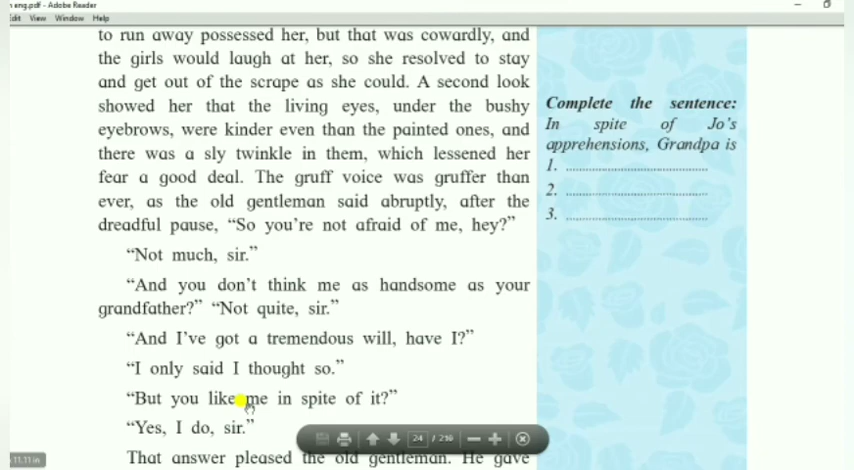 eng.pdf - Adobe Reader
Edit View Window Help
to run away possessed her, but that was cowardly, and
the girls would laugh at her, so she resolved to stay
and get out of the scrape as she could. A second look
showed her that the living eyes, under the bushy
eyebrows, were kinder even than the painted ones, and
there was a sly twinkle in them, which lessened her
fear a good deal. The gruff voice was gruffer than
ever, as the old gentleman said abruptly, after the
dreadful pause, “So you’re not afraid of me, hey?”
“Not much, sir.”
“And you don’t think me as handsome as your
grandfather?” “Not quite, sir.”
“And I’ve got a tremendous will, have I?”
“I only said I thought so.”
“But you like me in spite of it?”
“Yes, I do, sir.”
That answer pleased the old gentleman. He gave
Complete the sentence:
In spite of Jo’s
apprehensions, Grandpa is
1. ..............................
2. ..............................
3. ..............................
24 / 216
11.11 in